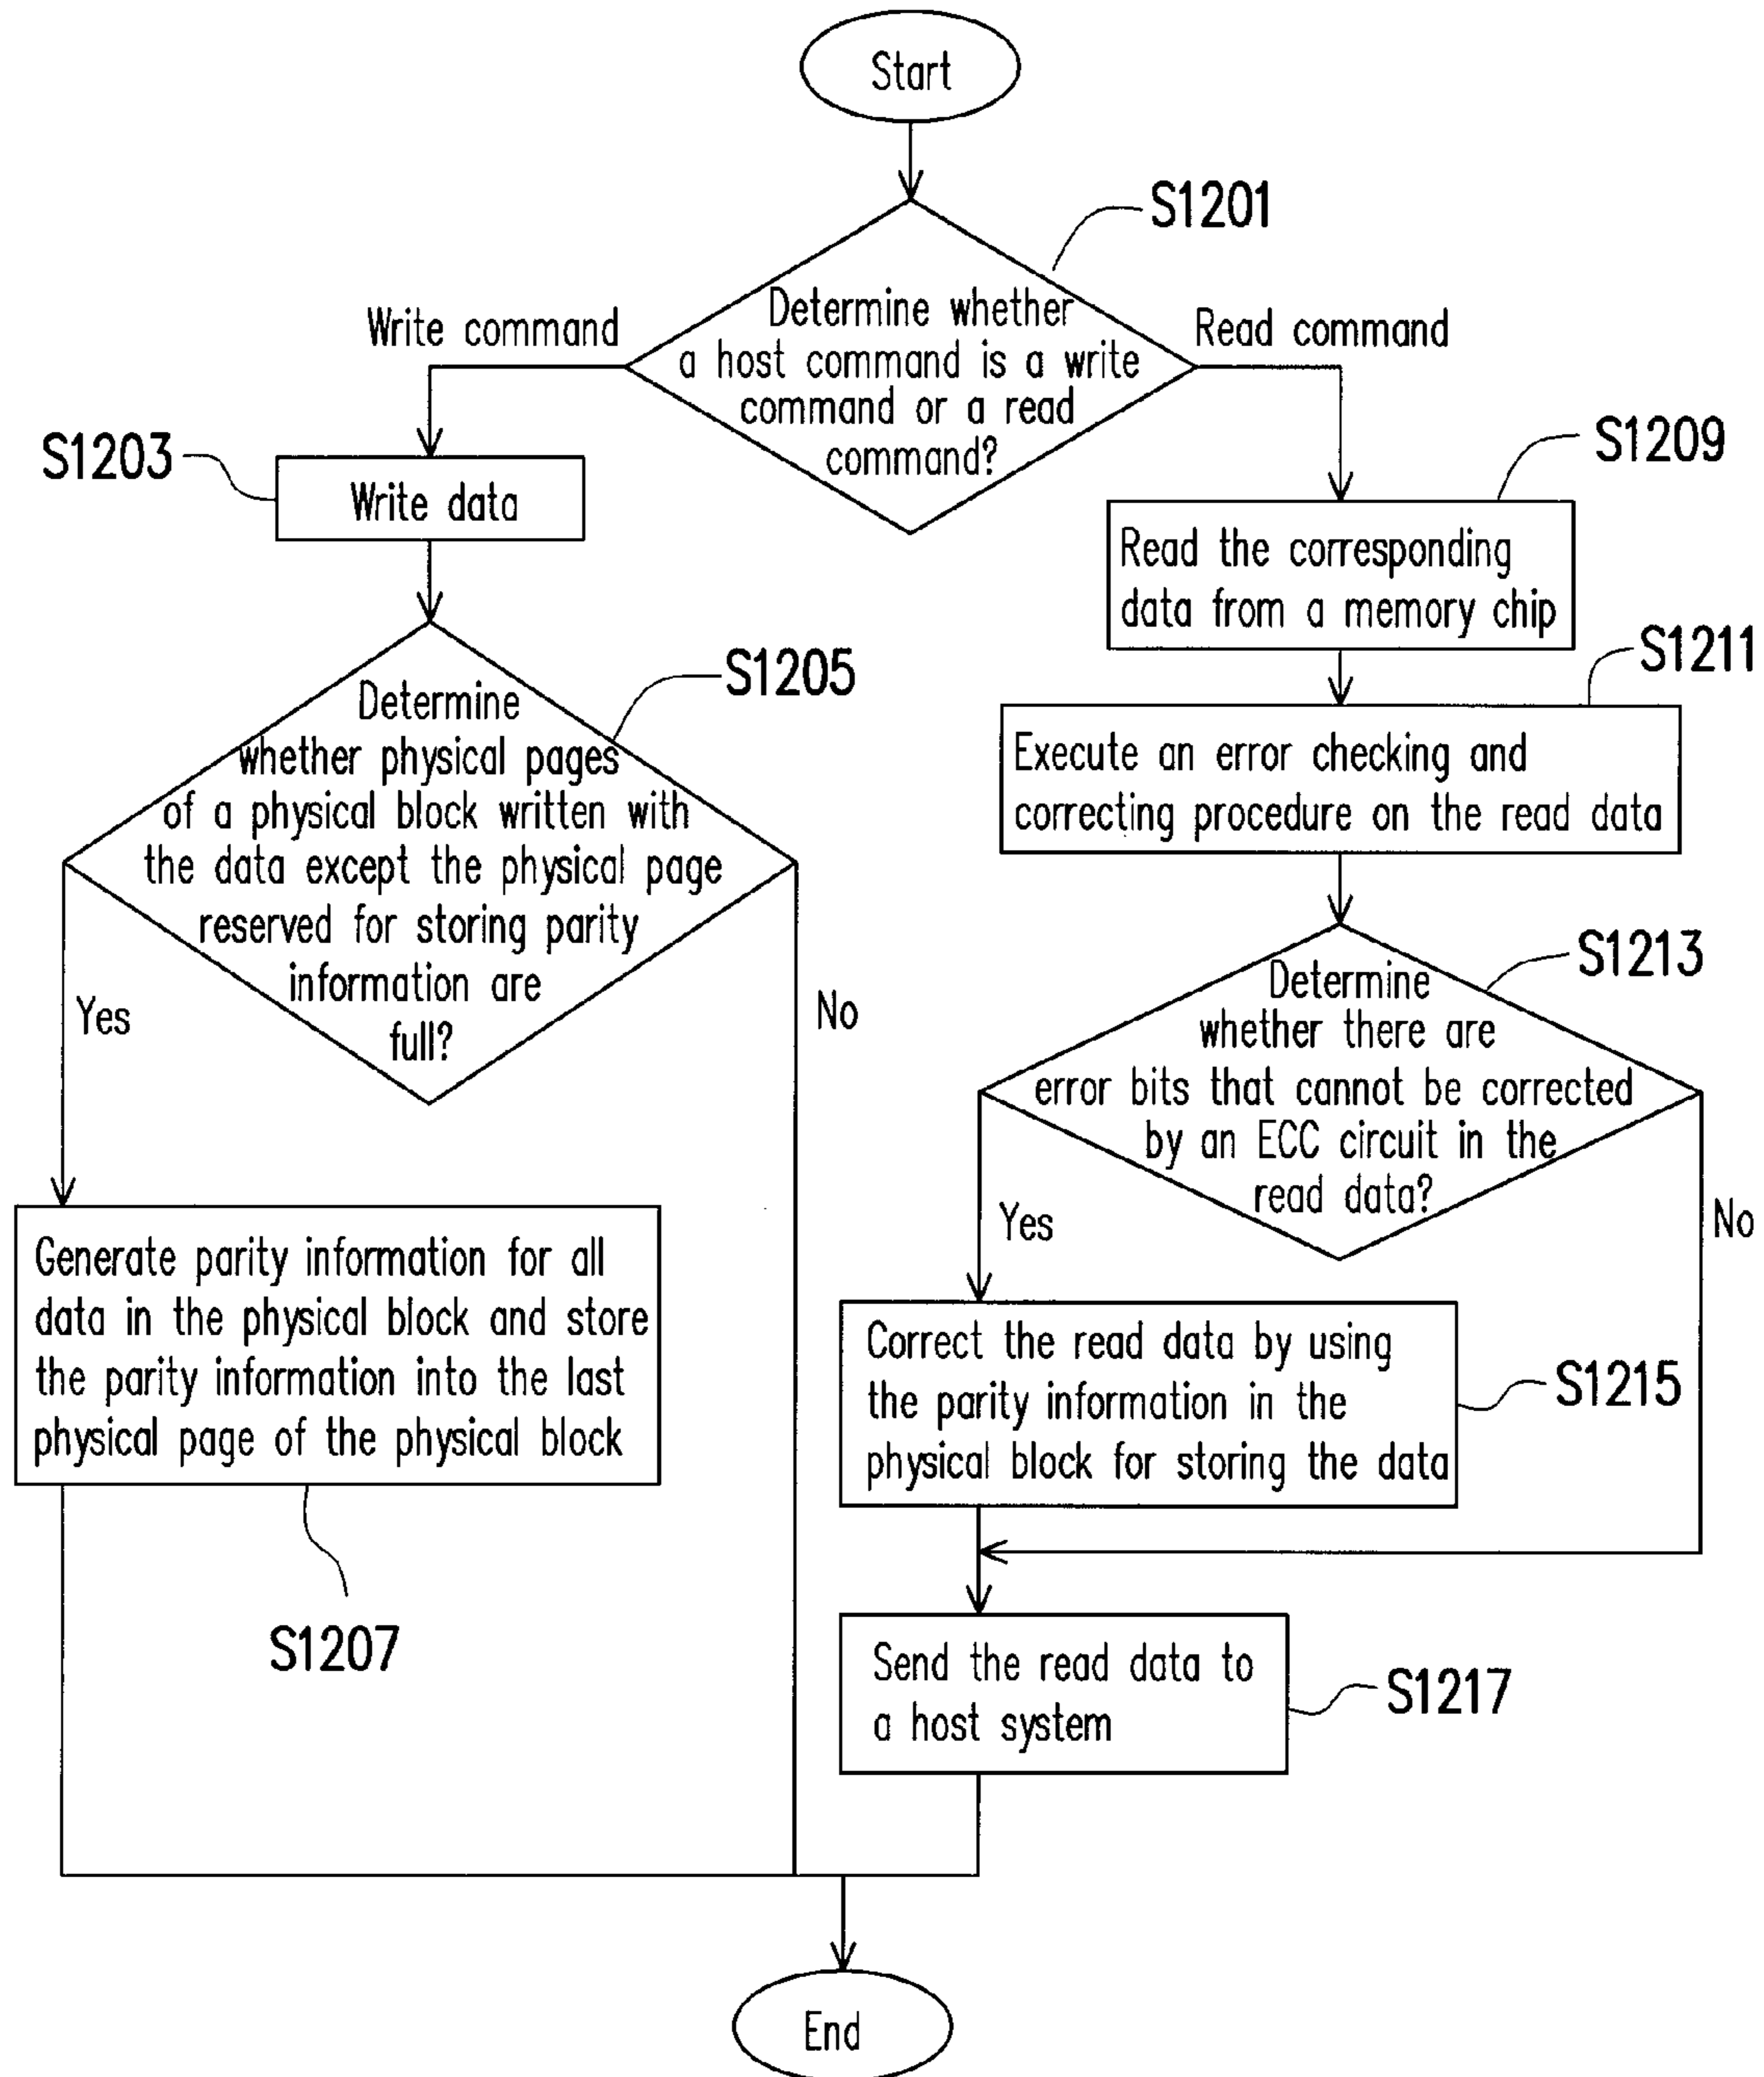 Start
S1201
Determine whether
a host command is a write
command or a read
command?
Write command
Read command
S1203
Write data
S1209
Read the corresponding
data from a memory chip
S1205
Determine
whether physical pages
of a physical block written with
the data except the physical page
reserved for storing parity
information are
full?
Yes
No
S1211
Execute an error checking and
correcting procedure on the read data
S1213
Determine
whether there are
error bits that cannot be corrected
by an ECC circuit in the
read data?
Yes
No
Generate parity information for all
data in the physical block and store
the parity information into the last
physical page of the physical block
S1207
Correct the read data by using
the parity information in the
physical block for storing the data
S1215
Send the read data to
a host system
S1217
End